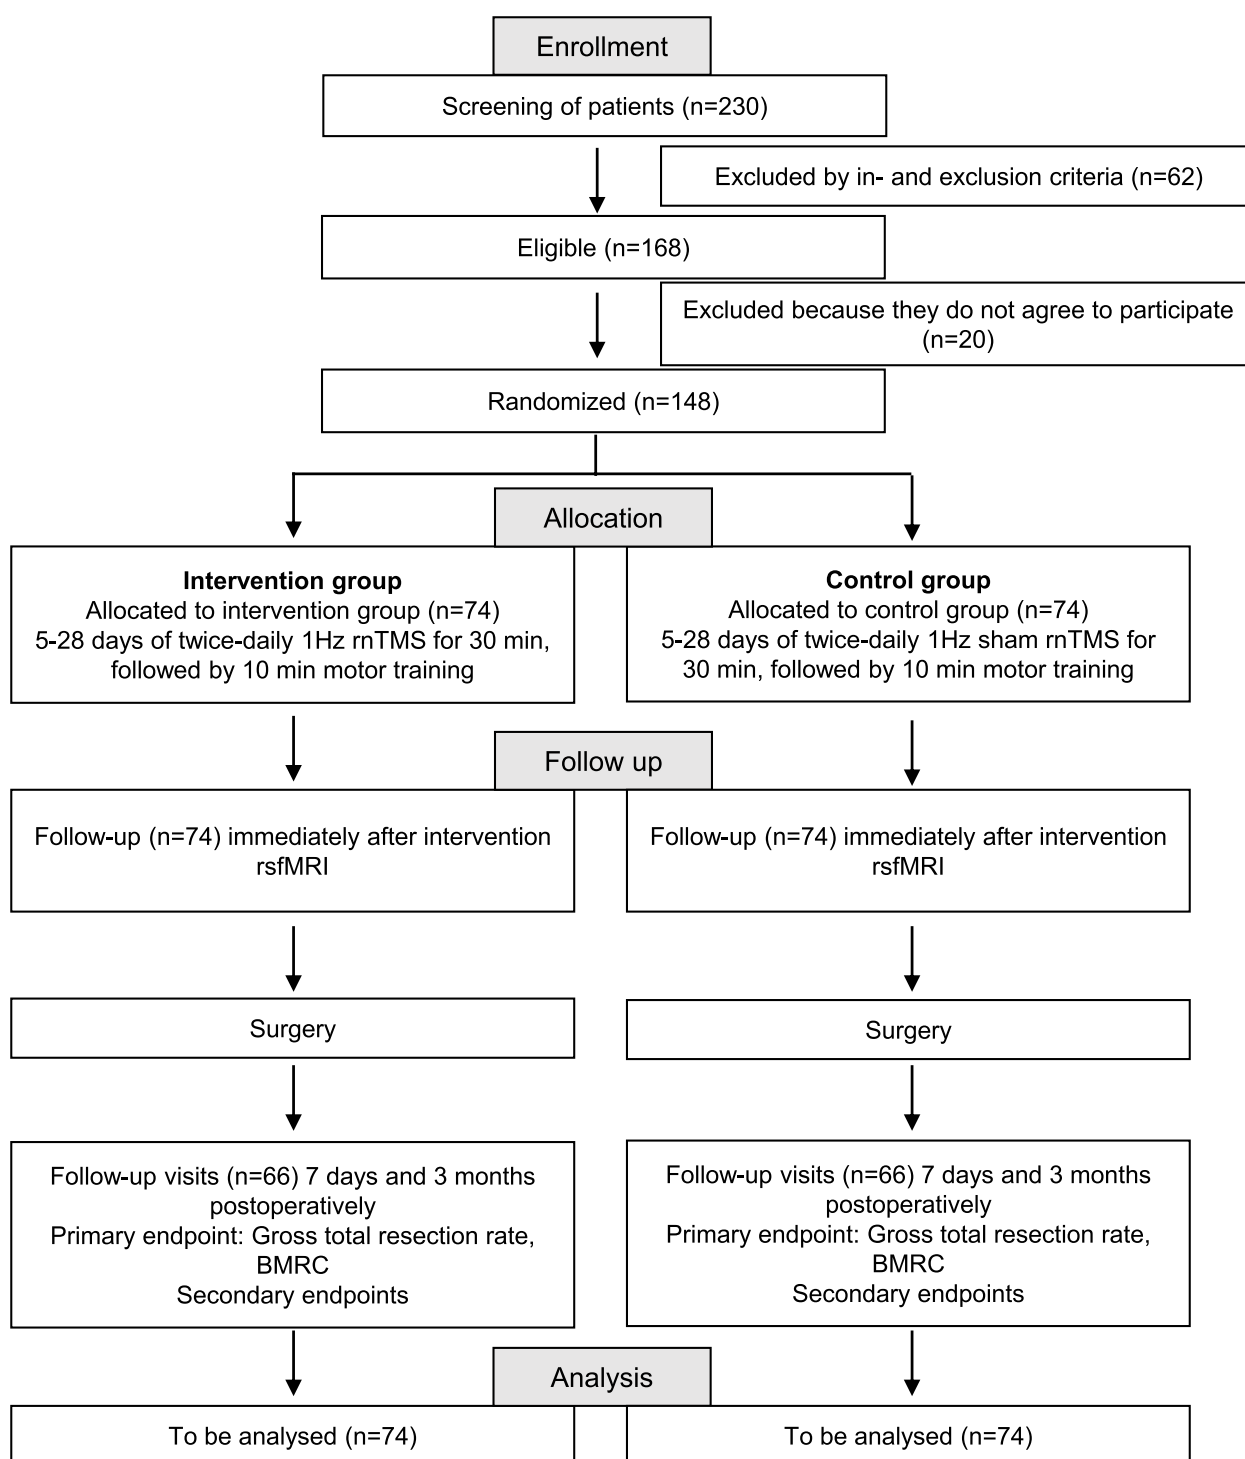 Enrollment
Screening of patients (n=230)
Excluded by in- and exclusion criteria (n=62)
Eligible (n=168)
Excluded because they do not agree to participate
(n=20)
Randomized (n=148)
Allocation
Intervention group
Allocated to intervention group (n=74)
5-28 days of twice-daily 1Hz rnTMS for 30 min,
followed by 10 min motor training
Control group
Allocated to control group (n=74)
5-28 days of twice-daily 1Hz sham rnTMS for
30 min, followed by 10 min motor training
Follow up
Follow-up (n=74) immediately after intervention
rsfMRI
Follow-up (n=74) immediately after intervention
rsfMRI
Surgery
Surgery
Follow-up visits (n=66) 7 days and 3 months
postoperatively
Primary endpoint: Gross total resection rate,
BMRC
Secondary endpoints
Follow-up visits (n=66) 7 days and 3 months
postoperatively
Primary endpoint: Gross total resection rate,
BMRC
Secondary endpoints
Analysis
To be analysed (n=74)
To be analysed (n=74)